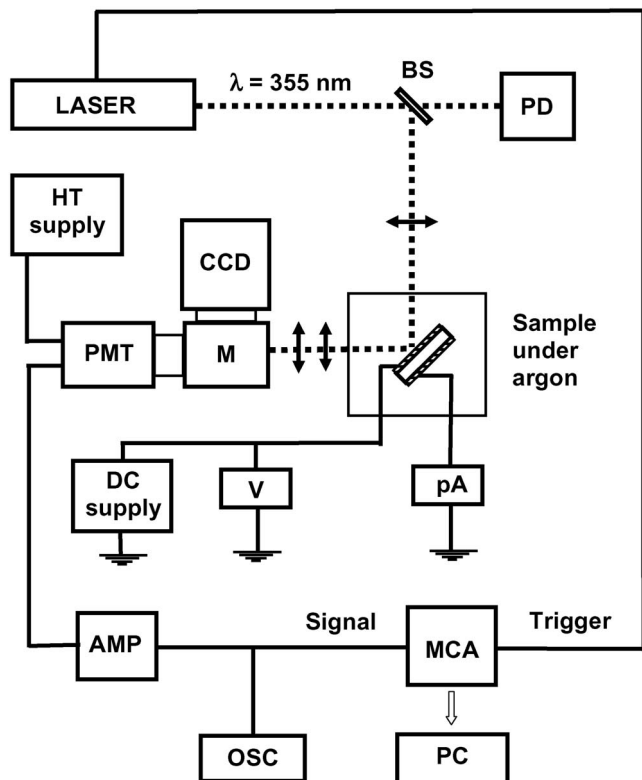 LASER
λ = 355 nm
BS
PD
HT
supply
CCD
PMT
M
Sample
under
argon
DC
supply
V
pA
AMP
Signal
MCA
Trigger
OSC
PC